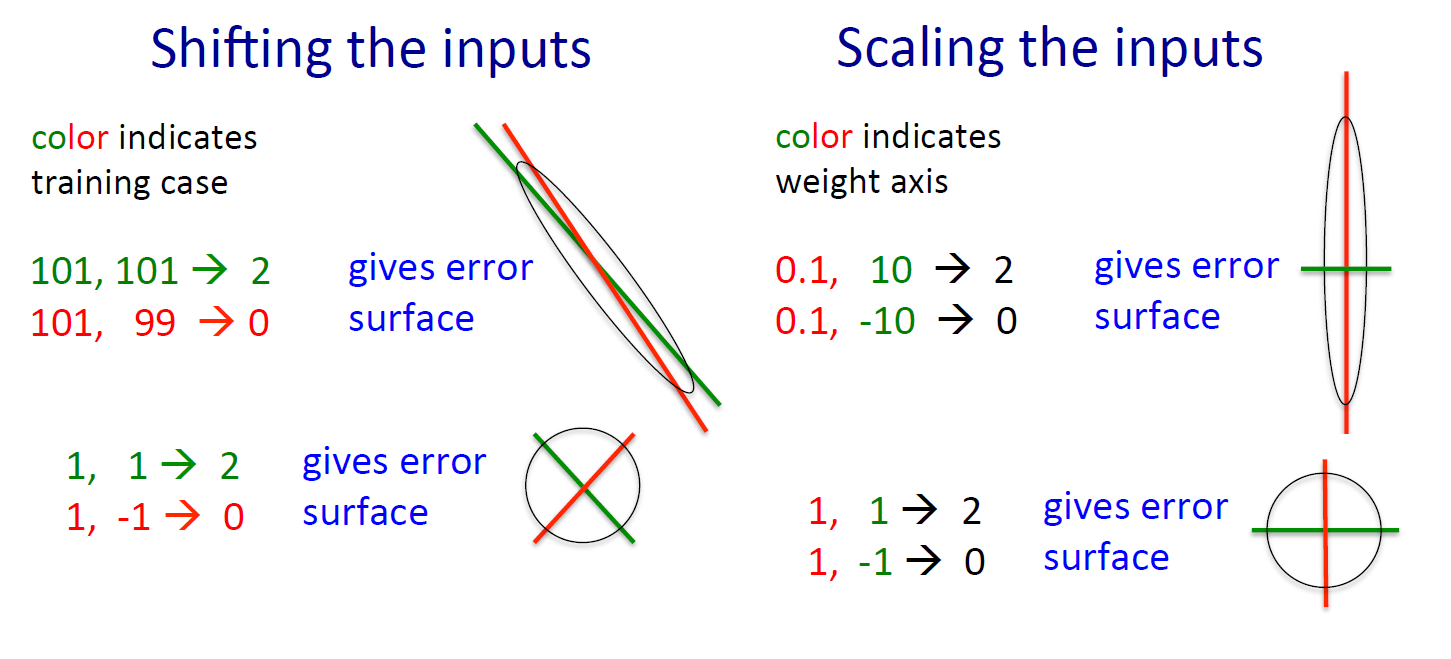 Shifting the inputs
color indicates
training case
101, 101 → 2
101, 99 → 0
gives error
surface
1, 1 → 2
1, -1 → 0
gives error
surface
Scaling the inputs
color indicates
weight axis
0.1, 10 → 2
0.1, -10 → 0
gives error
surface
1, 1 → 2
1, -1 → 0
gives error
surface